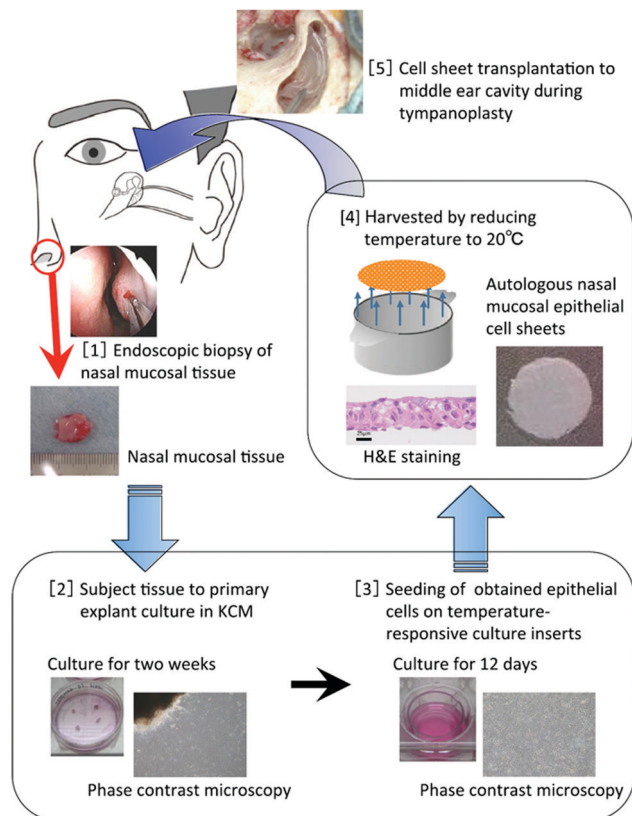 [5] Cell sheet transplantation to
middle ear cavity during
tympanoplasty
[1] Endoscopic biopsy of
nasal mucosal tissue
Nasal mucosal tissue
[4] Harvested by reducing
temperature to 20℃
Autologous nasal
mucosal epithelial
cell sheets
25μm
H&E staining
[2] Subject tissue to primary
explant culture in KCM
Culture for two weeks
Phase contrast microscopy
[3] Seeding of obtained epithelial
cells on temperature-
responsive culture inserts
Culture for 12 days
Phase contrast microscopy